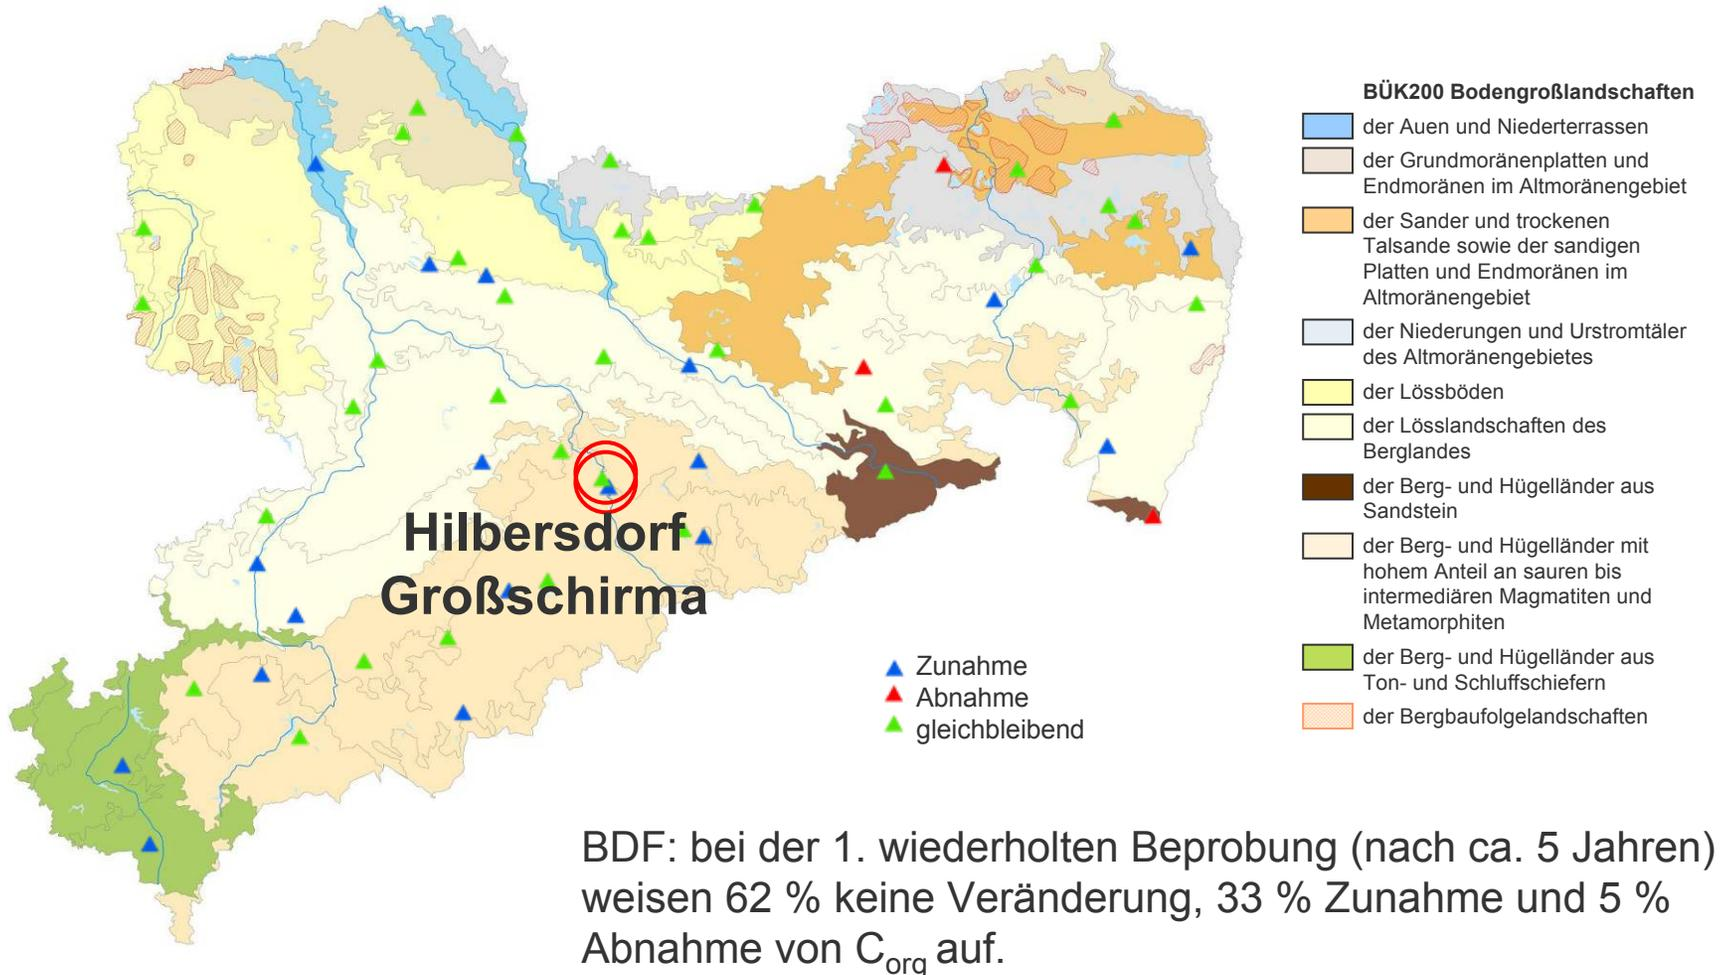 BÜK200 Bodengroßlandschaften
der Auen und Niederterrassen
der Grundmoränenplatten und
Endmoränen im Altmoränengebiet
der Sander und trockenen
Talsande sowie der sandigen
Platten und Endmoränen im
Altmoränengebiet
der Niederungen und Urstromtäler
des Altmoränengebietes
der Lössböden
der Lösslandschaften des
Berglandes
der Berg- und Hügelländer aus
Sandstein
der Berg- und Hügelländer mit
hohem Anteil an sauren bis
intermediären Magmatiten und
Metamorphiten
der Berg- und Hügelländer aus
Ton- und Schluffschiefern
der Bergbaufolgelandschaften
Hilbersdorf
Großschirma
Zunahme
Abnahme
gleichbleibend
BDF: bei der 1. wiederholten Beprobung (nach ca. 5 Jahren)
weisen 62 % keine Veränderung, 33 % Zunahme und 5 %
Abnahme von Corg auf.